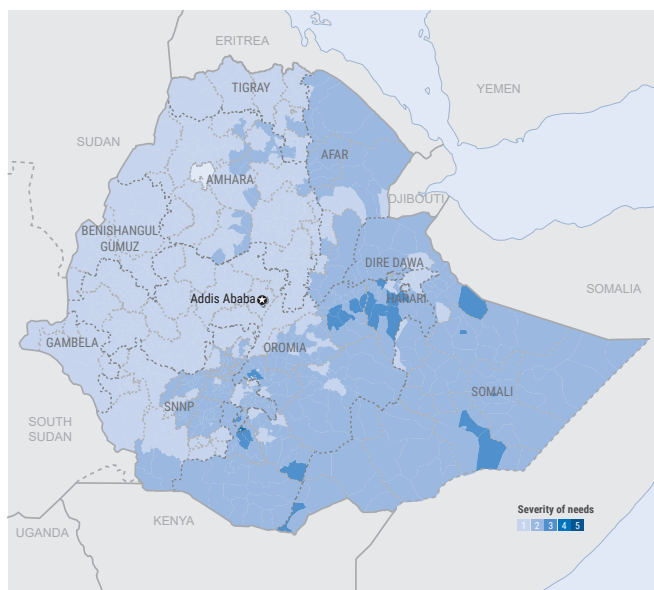 ERITREA
TIGRAY
YEMEN
SUDAN
AFAR
AMHARA
DJIBOUTI
BENISHANGUL
GUMUZ
DIRE DAWA
SOMALIA
Addis Ababa
HARARI
GAMBELA
OROMIA
SOMALI
SNNP
SOUTH
SUDAN
Severity of needs
1 2 3 4 5
KENYA
UGANDA